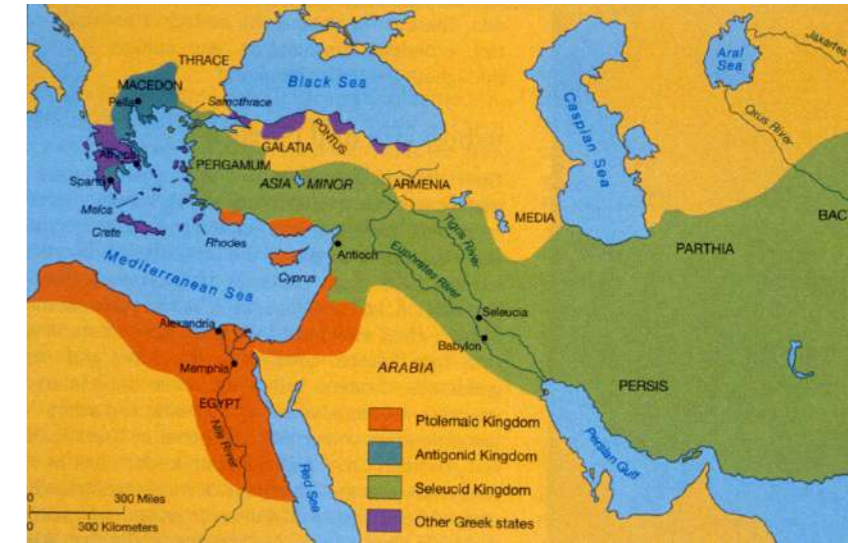 THRACE
MACEDON
Pella
Samothrace
Black Sea
Caspian Sea
Aral
Sea
Jaxartes
Oxus River
PONTUS
GALATIA
PERGAMUM
ASIA MINOR
ARMENIA
MEDIA
PARTHIA
BAC
Athens
Sparta
Melos
Crete
Rhodes
Cyprus
Antioch
Tigris River
Euphrates River
Mediterranean Sea
Seleucia
Babylon
Alexandria
Memphis
ARABIA
PERSIS
EGYPT
Nile River
Red Sea
Persian Gulf
Ptolemaic Kingdom
Antigonid Kingdom
Seleucid Kingdom
Other Greek states
0 300 Miles
0 300 Kilometers